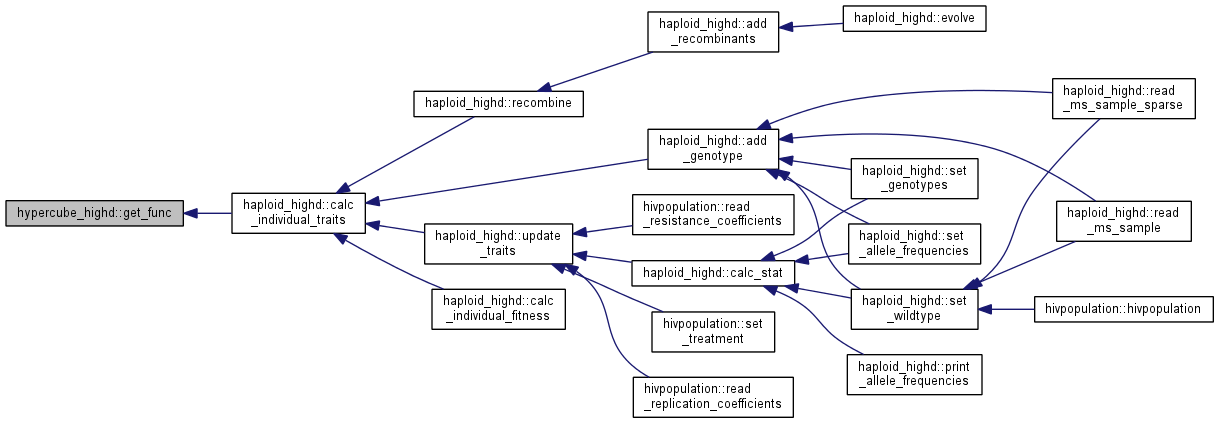 hypercube_highd::get_func
haploid_highd::calc
_individual_traits
haploid_highd::recombine
haploid_highd::add
_recombinants
haploid_highd::evolve
haploid_highd::add
_genotype
haploid_highd::update
_traits
haploid_highd::calc
_individual_fitness
hivpopulation::read
_resistance_coefficients
haploid_highd::calc_stat
hivpopulation::set
_treatment
hivpopulation::read
_replication_coefficients
haploid_highd::set
_genotypes
haploid_highd::set
_allele_frequencies
haploid_highd::set
_wildtype
haploid_highd::print
_allele_frequencies
haploid_highd::read
_ms_sample_sparse
haploid_highd::read
_ms_sample
hivpopulation::hivpopulation